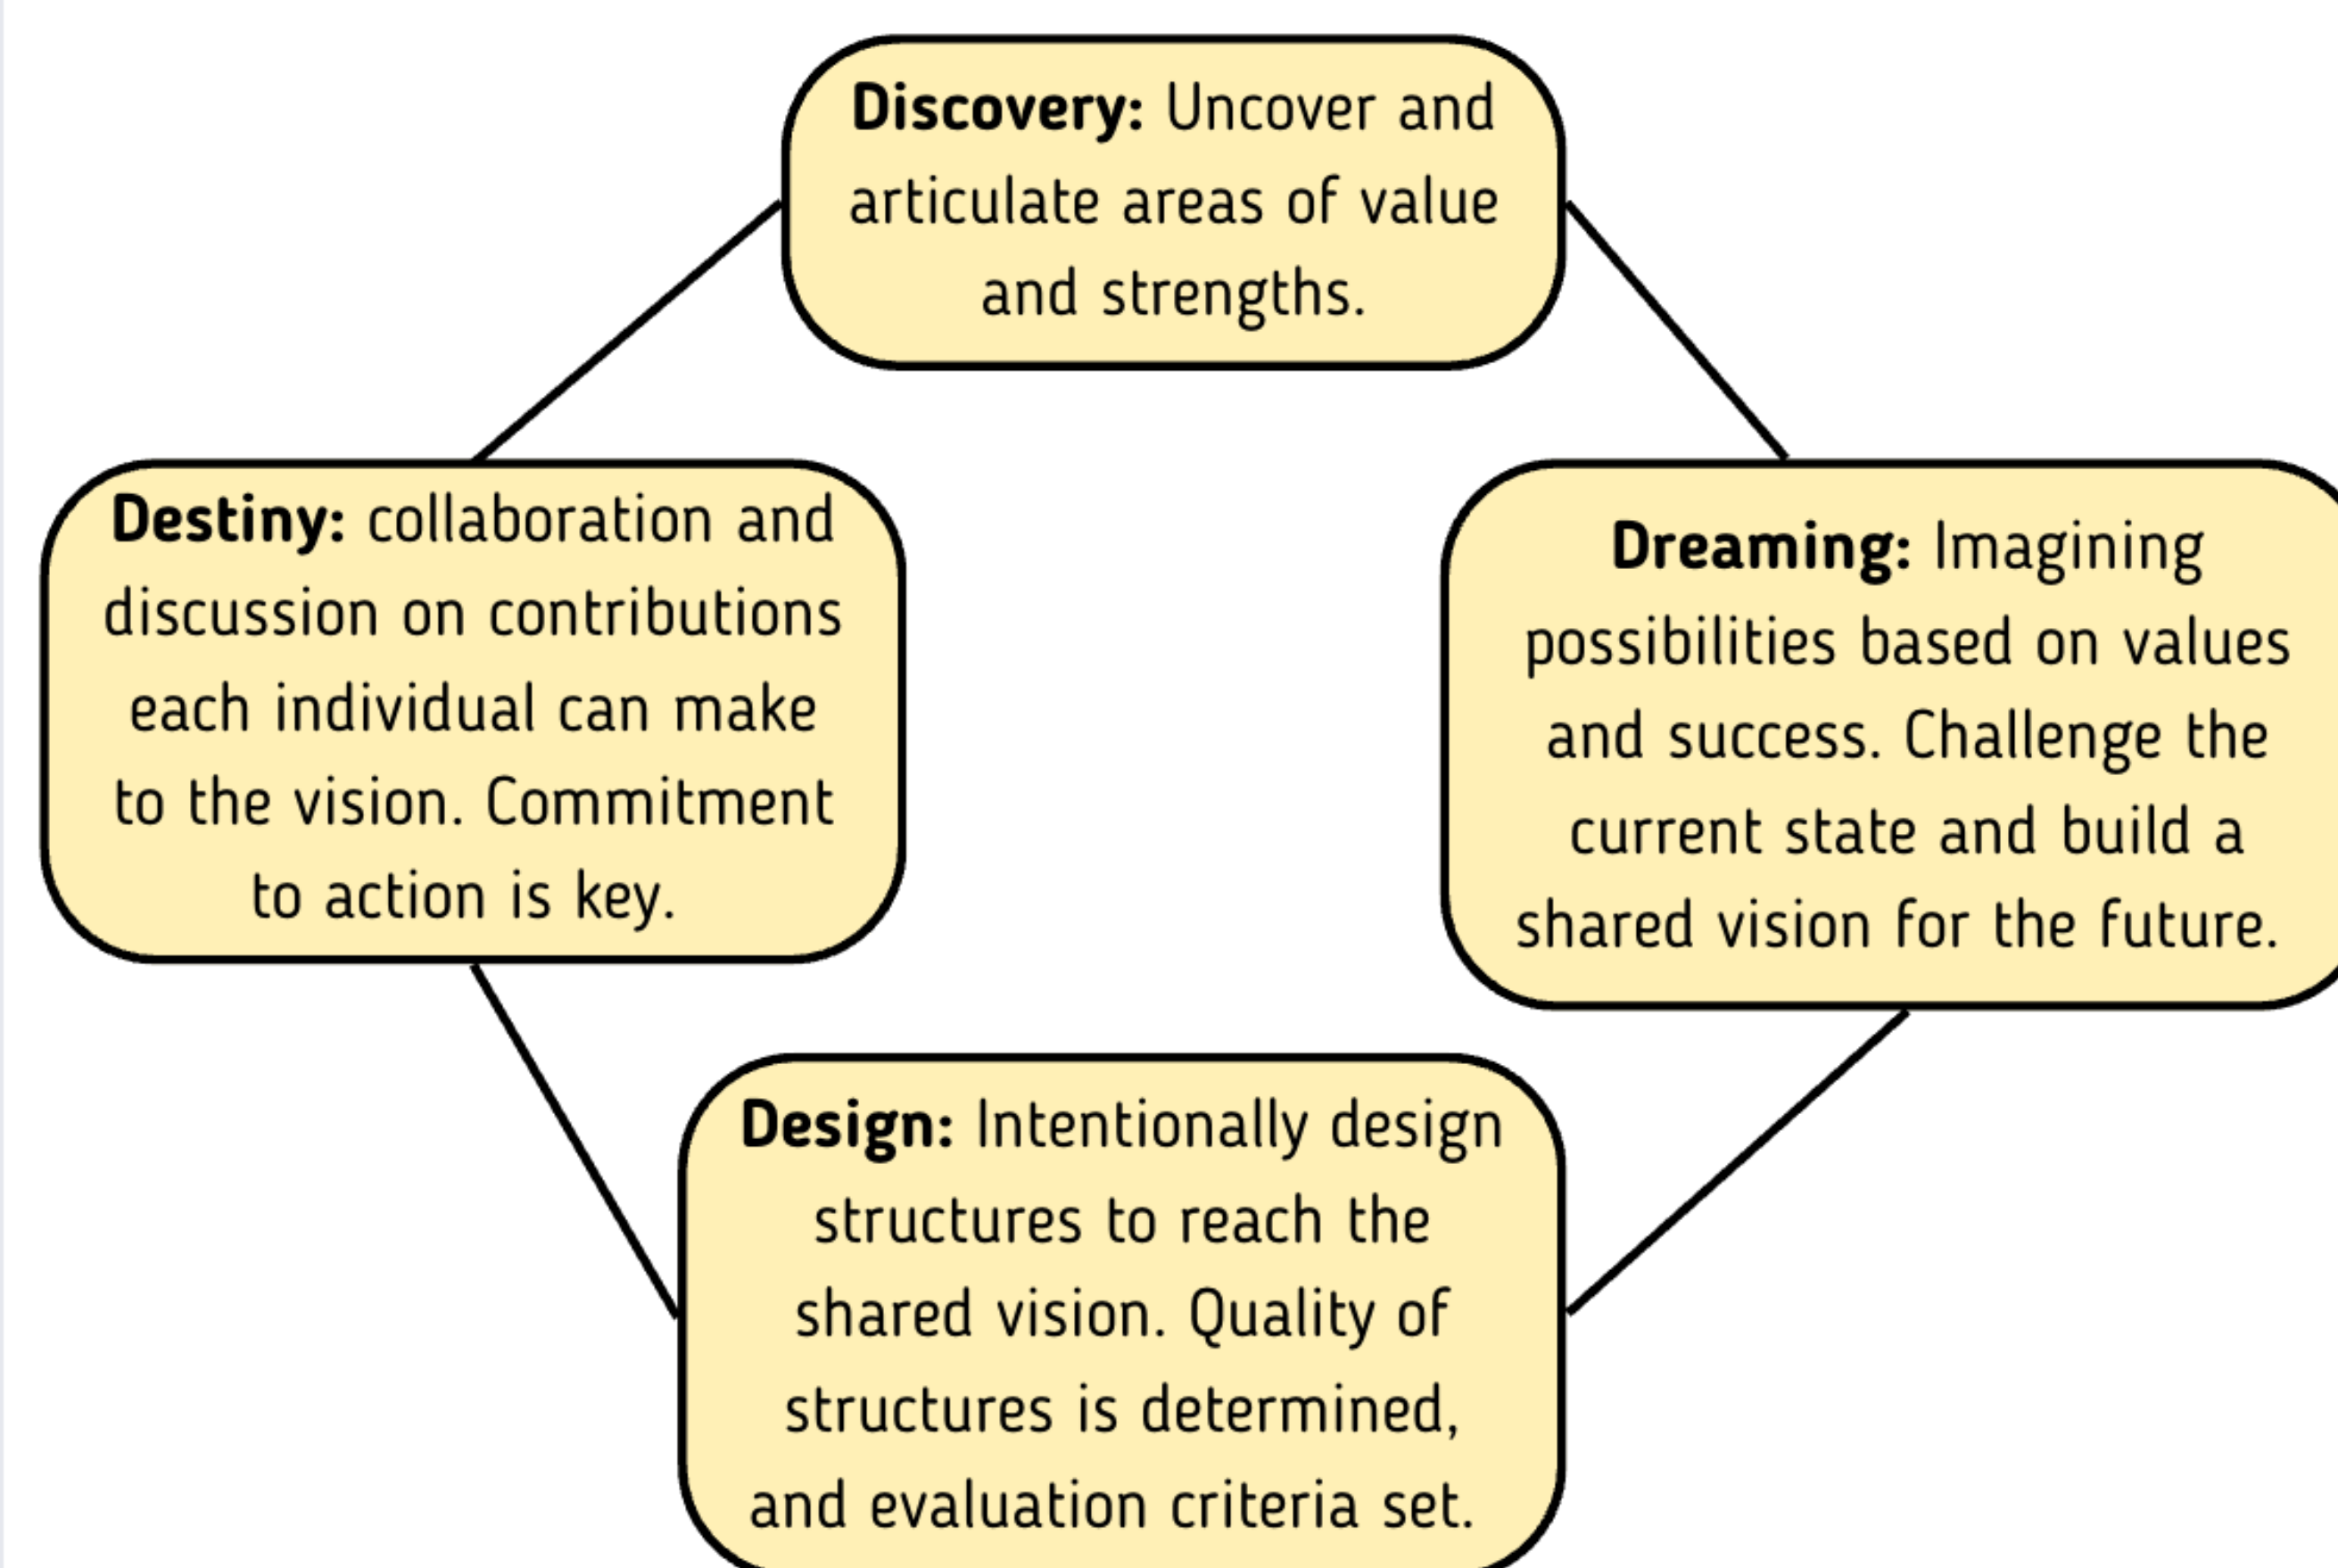 Discovery: Uncover and
articulate areas of value
and strengths.
Destiny: collaboration and
discussion on contributions
each individual can make
to the vision. Commitment
to action is key.
Dreaming: Imagining
possibilities based on values
and success. Challenge the
current state and build a
shared vision for the future.
Design: Intentionally design
structures to reach the
shared vision. Quality of
structures is determined,
and evaluation criteria set.